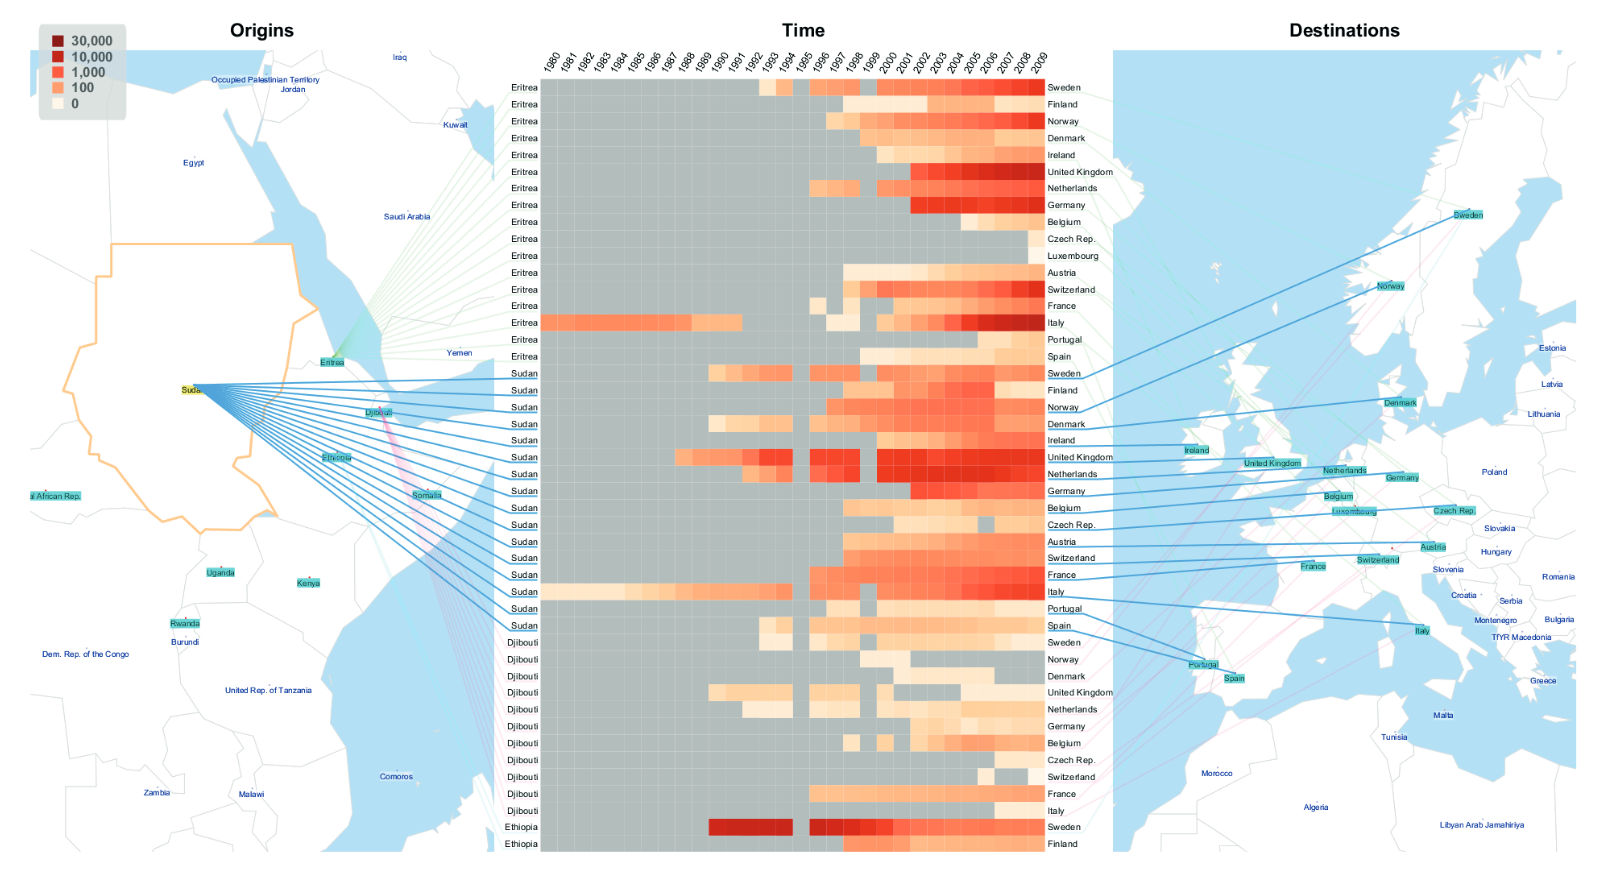 Origins
Time
Destinations
30,000
10,000
1,000
100
0
Iraq
Occupied Palestinian Territory
Jordan
Kuwait
Egypt
Saudi Arabia
Yemen
Eritrea
Suda
Djibouti
Ethiopia
Somalia
al African Rep.
Uganda
Kenya
Rwanda
Burundi
Dem. Rep. of the Congo
United Rep. of Tanzania
Comoros
Zambia
Malawi
1980 1981 1982 1983 1984 1985 1986 1987 1988 1989 1990 1991 1992 1993 1994 1995 1996 1997 1998 1999 2000 2001 2002 2003 2004 2005 2006 2007 2008 2009
Eritrea Sweden
Eritrea Finland
Eritrea Norway
Eritrea Denmark
Eritrea Ireland
Eritrea United Kingdom
Eritrea Netherlands
Eritrea Germany
Eritrea Belgium
Eritrea Czech Rep.
Eritrea Luxembourg
Eritrea Austria
Eritrea Switzerland
Eritrea France
Eritrea Italy
Eritrea Portugal
Eritrea Spain
Sudan Sweden
Sudan Finland
Sudan Norway
Sudan Denmark
Sudan Ireland
Sudan United Kingdom
Sudan Netherlands
Sudan Germany
Sudan Belgium
Sudan Czech Rep.
Sudan Austria
Sudan Switzerland
Sudan France
Sudan Italy
Sudan Portugal
Sudan Spain
Djibouti Sweden
Djibouti Norway
Djibouti Denmark
Djibouti United Kingdom
Djibouti Netherlands
Djibouti Germany
Djibouti Belgium
Djibouti Czech Rep.
Djibouti Switzerland
Djibouti France
Djibouti Italy
Ethiopia Sweden
Ethiopia Finland
Sweden
Norway
Estonia
Latvia
Denmark
Lithuania
Ireland
United Kingdom
Netherlands
Poland
Germany
Belgium
Luxembourg
Czech Rep.
Slovakia
Austria
Hungary
Switzerland
France
Slovenia
Romania
Croatia
Serbia
Montenegro
Bulgaria
Italy
TfYR Macedonia
Portugal
Spain
Greece
Malta
Tunisia
Morocco
Algeria
Libyan Arab Jamahiriya